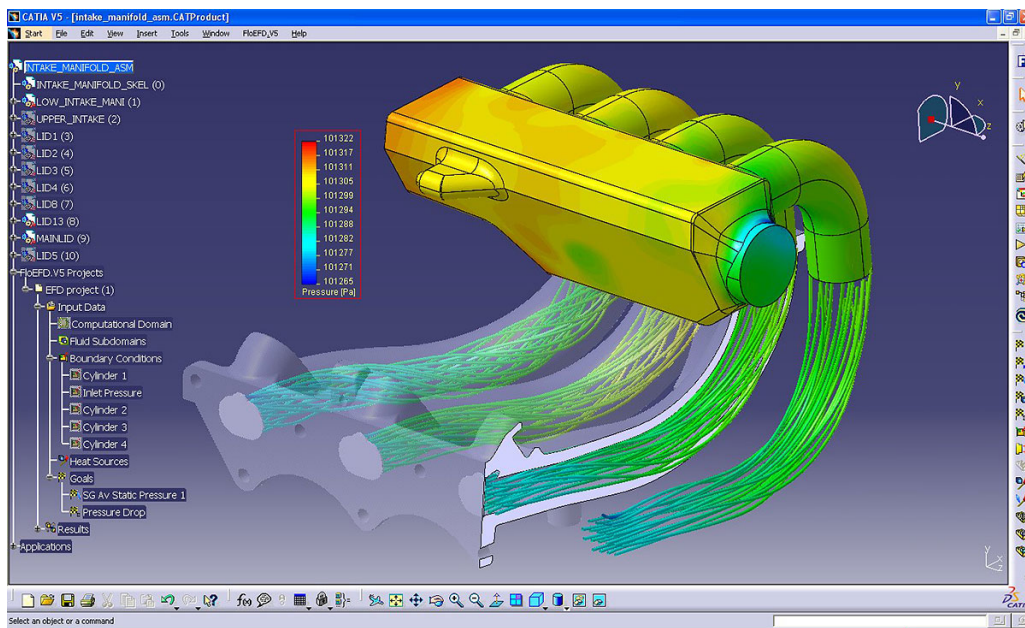 CATIA V5 - [intake_manifold_asm.CATProduct]
Start File Edit View Insert Tools Window FloEFD_V5 Help
INTAKE_MANIFOLD_ASM
INTAKE_MANIFOLD_SKEL (0)
LOW_INTAKE_MANI (1)
UPPER_INTAKE (2)
LID1 (3)
LID2 (4)
LID3 (5)
LID4 (6)
LID8 (7)
LID13 (8)
MAINLID (9)
LID5 (10)
FloEFD.V5 Projects
EFD project (1)
Input Data
Computational Domain
Fluid Subdomains
Boundary Conditions
Cylinder 1
Inlet Pressure
Cylinder 2
Cylinder 3
Cylinder 4
Heat Sources
Goals
SG Av Static Pressure 1
Pressure Drop
Results
Applications
101322
101317
101311
101305
101299
101294
101288
101282
101277
101271
101265
Pressure [Pa]
y
x
z
y
x
z
f(x)
CATIA
Select an object or a command